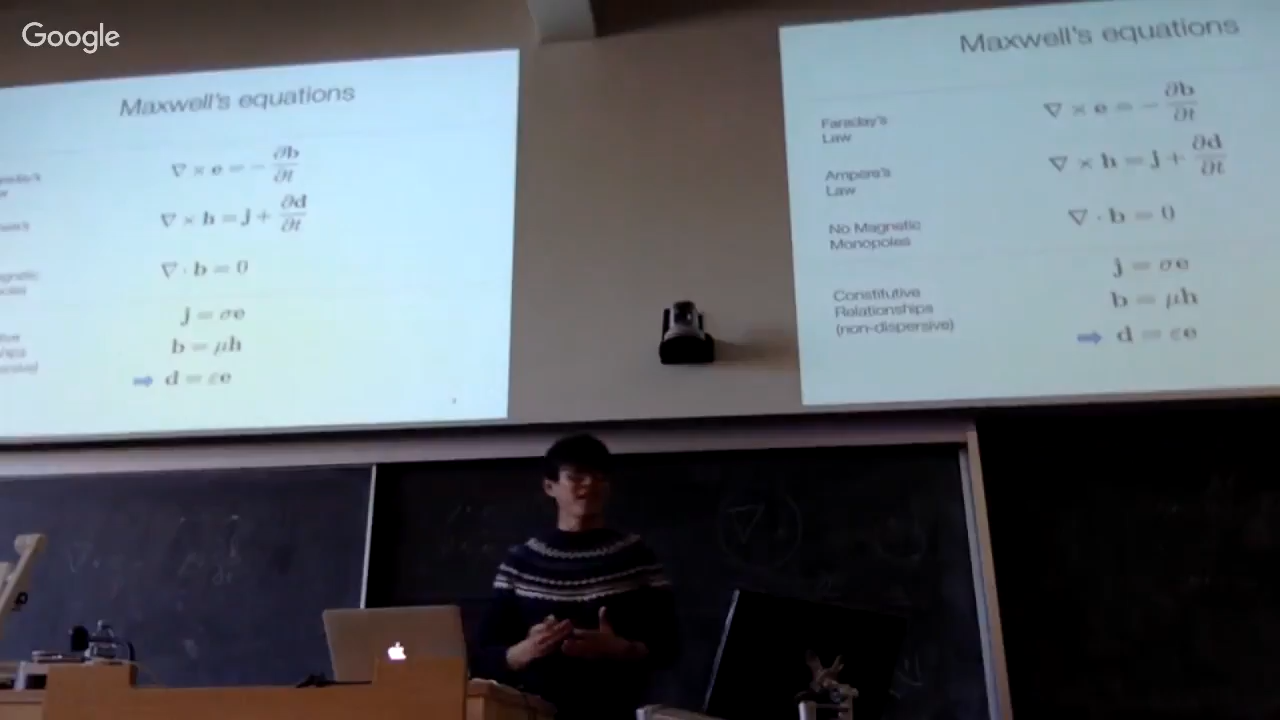 Google
Maxwell's equations
∇ × e = − ∂b/∂t
∇ × h = j + ∂d/∂t
∇ · b = 0
j = σe
b = μh
➡ d = εe
Maxwell's equations
Faraday's
Law
∇ × e = − ∂b/∂t
Ampere's
Law
∇ × h = j + ∂d/∂t
No Magnetic
Monopoles
∇ · b = 0
Constitutive
Relationships
(non-dispersive)
j = σe
b = μh
➡ d = εe
∇